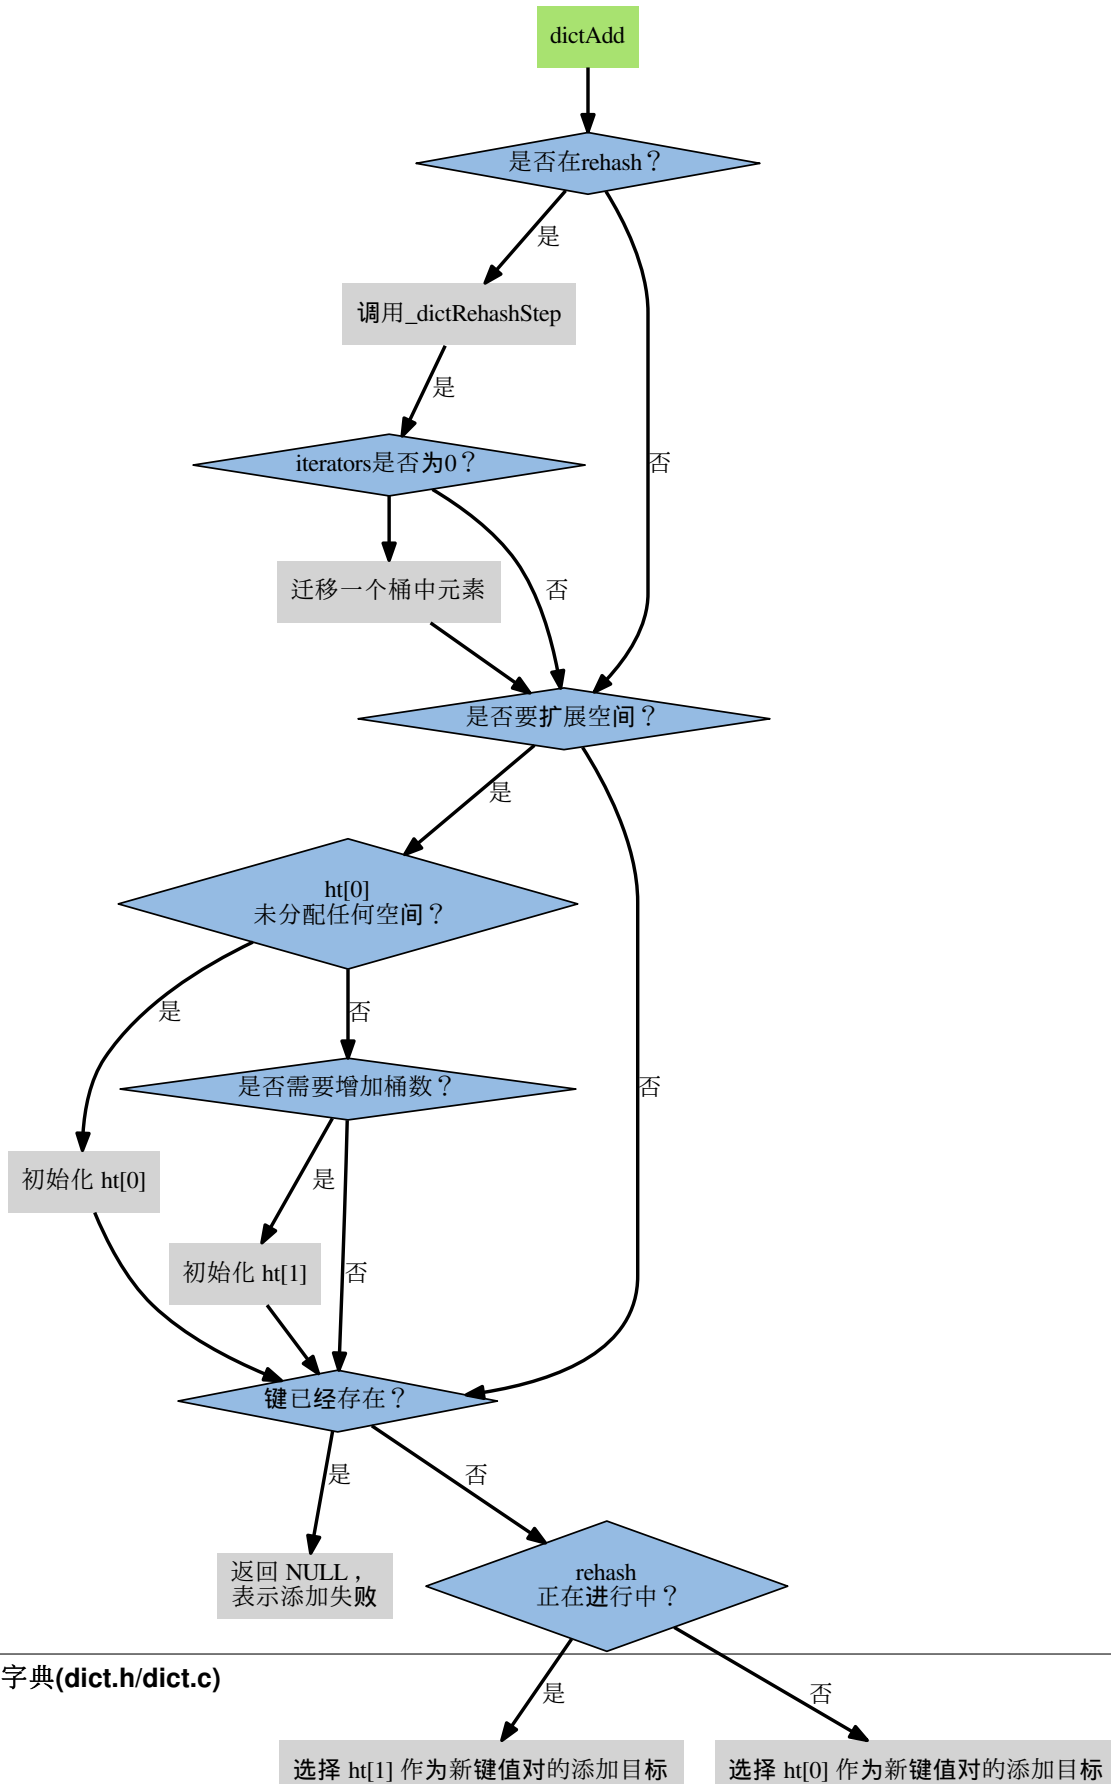 dictAdd
是否在rehash？
是
调用_dictRehashStep
是
iterators是否为0？
否
迁移一个桶中元素
否
是否要扩展空间？
是
ht[0]
未分配任何空间？
是
否
是否需要增加桶数？
否
初始化 ht[0]
是
初始化 ht[1]
否
键已经存在？
是
否
返回 NULL，
表示添加失败
rehash
正在进行中？
字典(dict.h/dict.c)
是
否
选择 ht[1] 作为新键值对的添加目标
选择 ht[0] 作为新键值对的添加目标